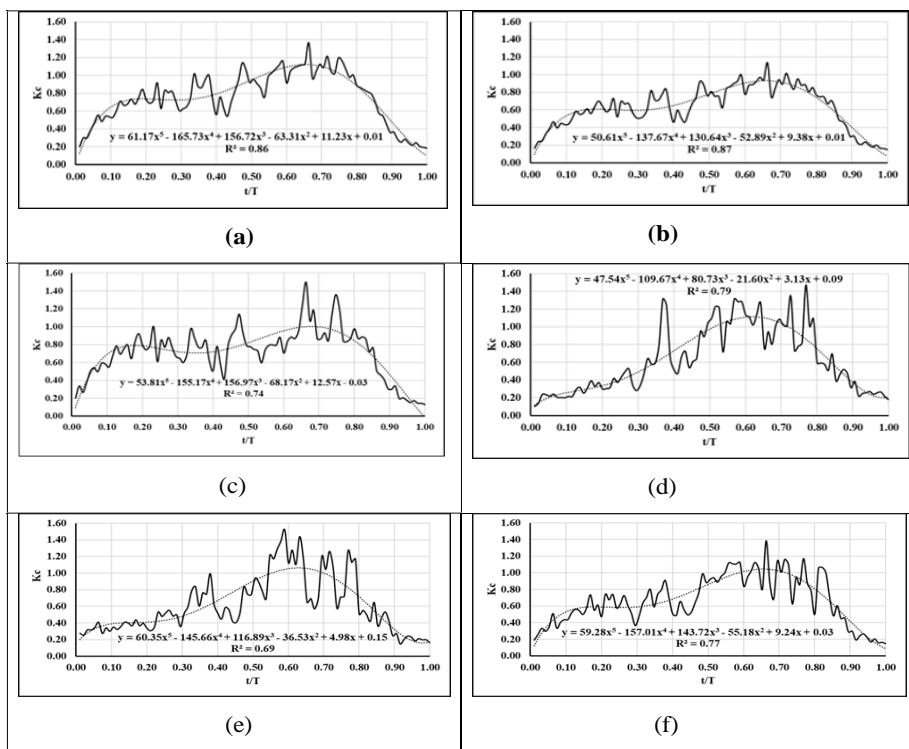 1.60
1.40
1.20
1.00
0.80
0.60
0.40
0.20
0.00
Kc
y = 61.17x⁵ - 165.73x⁴ + 156.72x³ - 63.31x² + 11.23x + 0.01
R² = 0.86
0.00 0.10 0.20 0.30 0.40 0.50 0.60 0.70 0.80 0.90 1.00
t/T
(a)
1.60
1.40
1.20
1.00
0.80
0.60
0.40
0.20
0.00
Kc
y = 50.61x⁵ - 137.67x⁴ + 130.64x³ - 52.89x² + 9.38x + 0.01
R² = 0.87
0.00 0.10 0.20 0.30 0.40 0.50 0.60 0.70 0.80 0.90 1.00
t/T
(b)
1.60
1.40
1.20
1.00
0.80
0.60
0.40
0.20
0.00
Kc
y = 53.81x⁵ - 155.17x⁴ + 156.97x³ - 68.17x² + 12.57x - 0.03
R² = 0.74
0.00 0.10 0.20 0.30 0.40 0.50 0.60 0.70 0.80 0.90 1.00
t/T
(c)
y = 47.54x⁵ - 109.67x⁴ + 80.73x³ - 21.60x² + 3.13x + 0.09
R² = 0.79
1.60
1.40
1.20
1.00
0.80
0.60
0.40
0.20
0.00
Kc
0.00 0.10 0.20 0.30 0.40 0.50 0.60 0.70 0.80 0.90 1.00
t/T
(d)
1.60
1.40
1.20
1.00
0.80
0.60
0.40
0.20
0.00
Kc
y = 60.35x⁵ - 145.66x⁴ + 116.89x³ - 36.53x² + 4.98x + 0.15
R² = 0.69
0.00 0.10 0.20 0.30 0.40 0.50 0.60 0.70 0.80 0.90 1.00
t/T
(e)
1.60
1.40
1.20
1.00
0.80
0.60
0.40
0.20
0.00
Kc
y = 59.28x⁵ - 157.01x⁴ + 143.72x³ - 55.18x² + 9.24x + 0.03
R² = 0.77
0.00 0.10 0.20 0.30 0.40 0.50 0.60 0.70 0.80 0.90 1.00
t/T
(f)